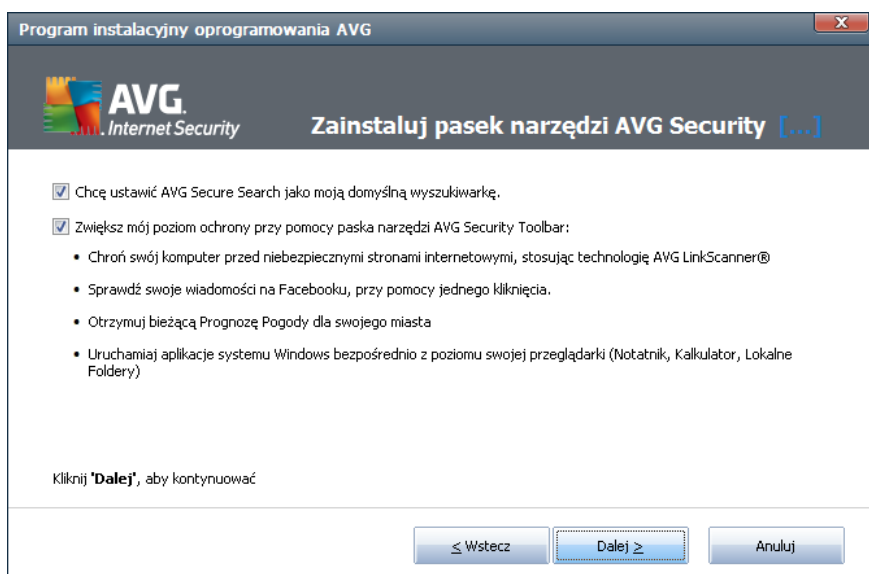 Program instalacyjny oprogramowania AVG
X
AVG.
Internet Security
Zainstaluj pasek narzędzi AVG Security [...]
Chcę ustawić AVG Secure Search jako moją domyślną wyszukiwarkę.
Zwiększ mój poziom ochrony przy pomocy paska narzędzi AVG Security Toolbar:
• Chroń swój komputer przed niebezpiecznymi stronami internetowymi, stosując technologię AVG LinkScanner®
• Sprawdź swoje wiadomości na Facebooku, przy pomocy jednego kliknięcia.
• Otrzymuj bieżącą Prognozę Pogody dla swojego miasta
• Uruchamiaj aplikacje systemu Windows bezpośrednio z poziomu swojej przeglądarki (Notatnik, Kalkulator, Lokalne
Foldery)
Kliknij 'Dalej', aby kontynuować
< Wstecz
Dalej >
Anuluj